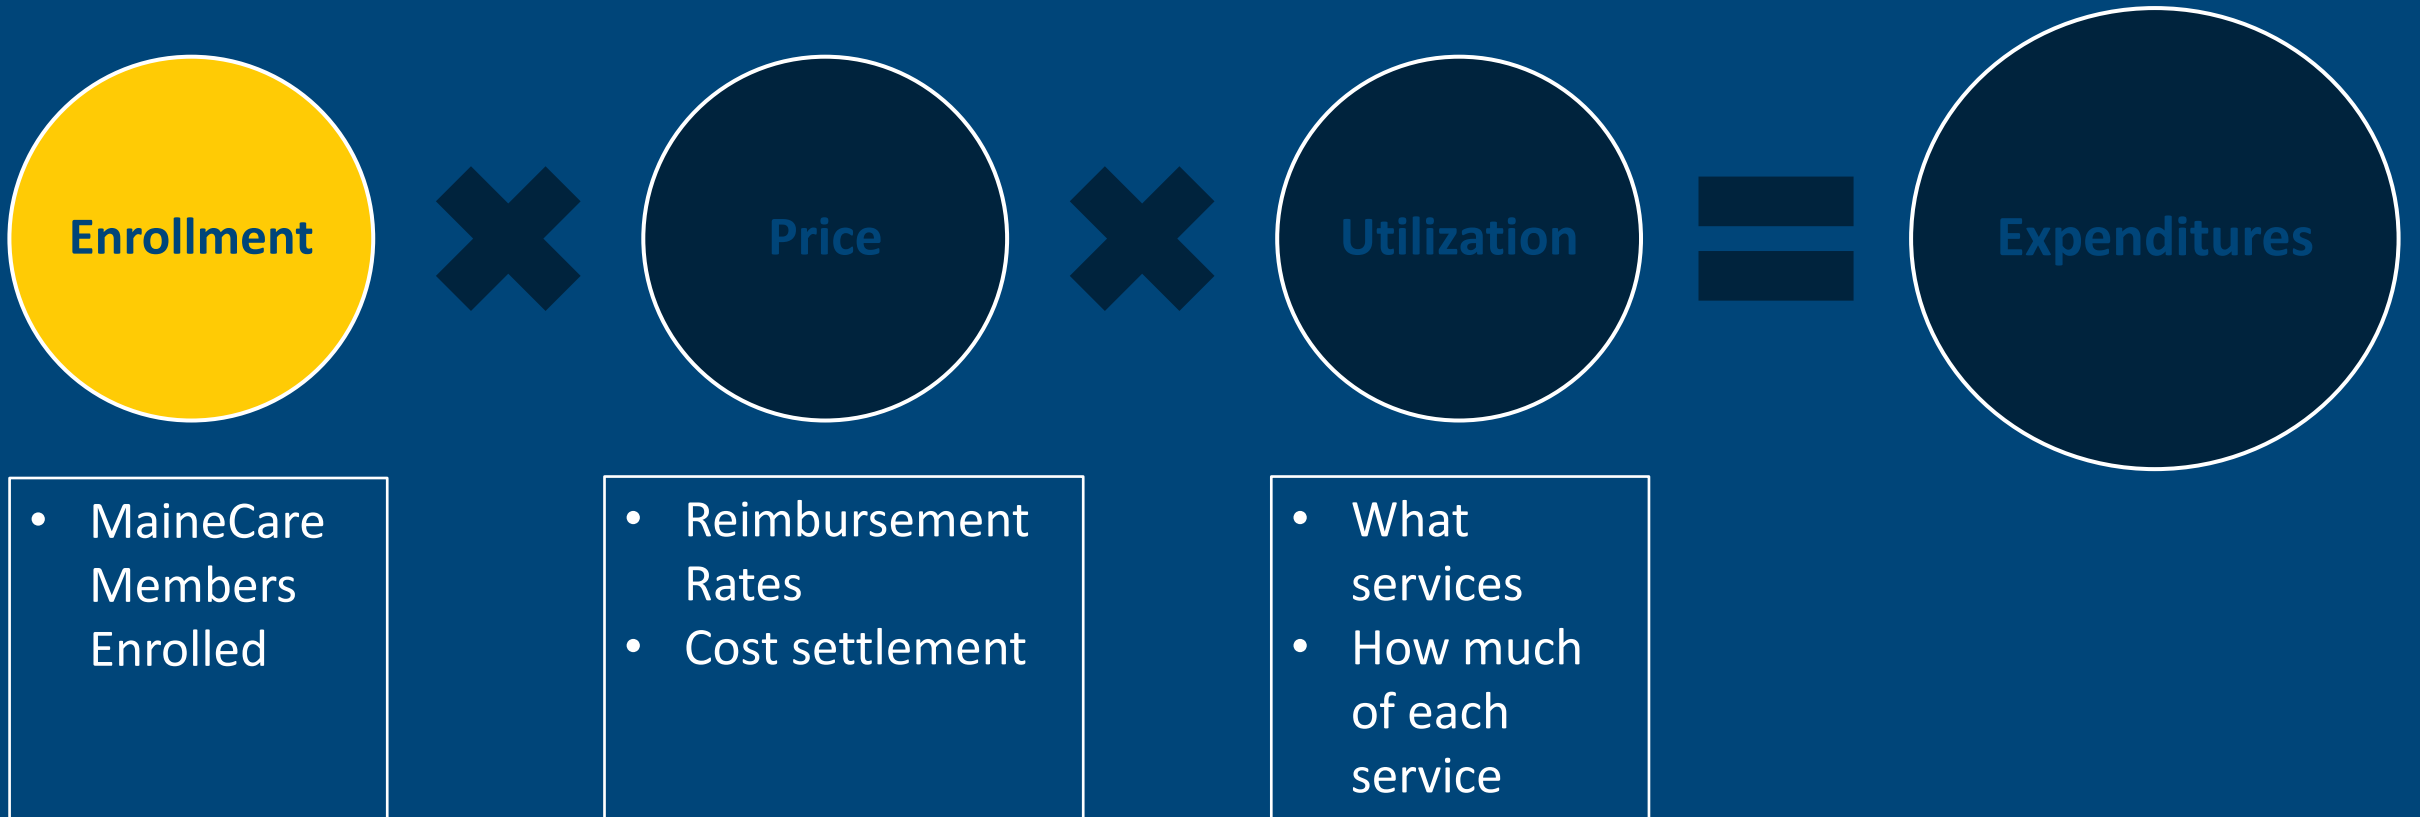 Enrollment
Price
Utilization
Expenditures
• MaineCare
Members
Enrolled
• Reimbursement
Rates
• Cost settlement
• What
services
• How much
of each
service